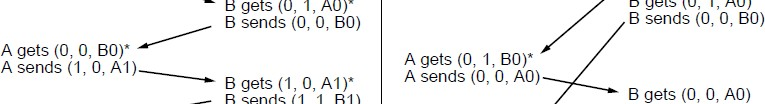 B gets (0, 1, A0)*
B sends (0, 0, B0)
A gets (0, 0, B0)*
A sends (1, 0, A1)
B gets (1, 0, A1)*
B sends (1, 1, B1)
B gets (0, 1, A0)
B sends (0, 0, B0)
A gets (0, 1, B0)*
A sends (0, 0, A0)
B gets (0, 0, A0)